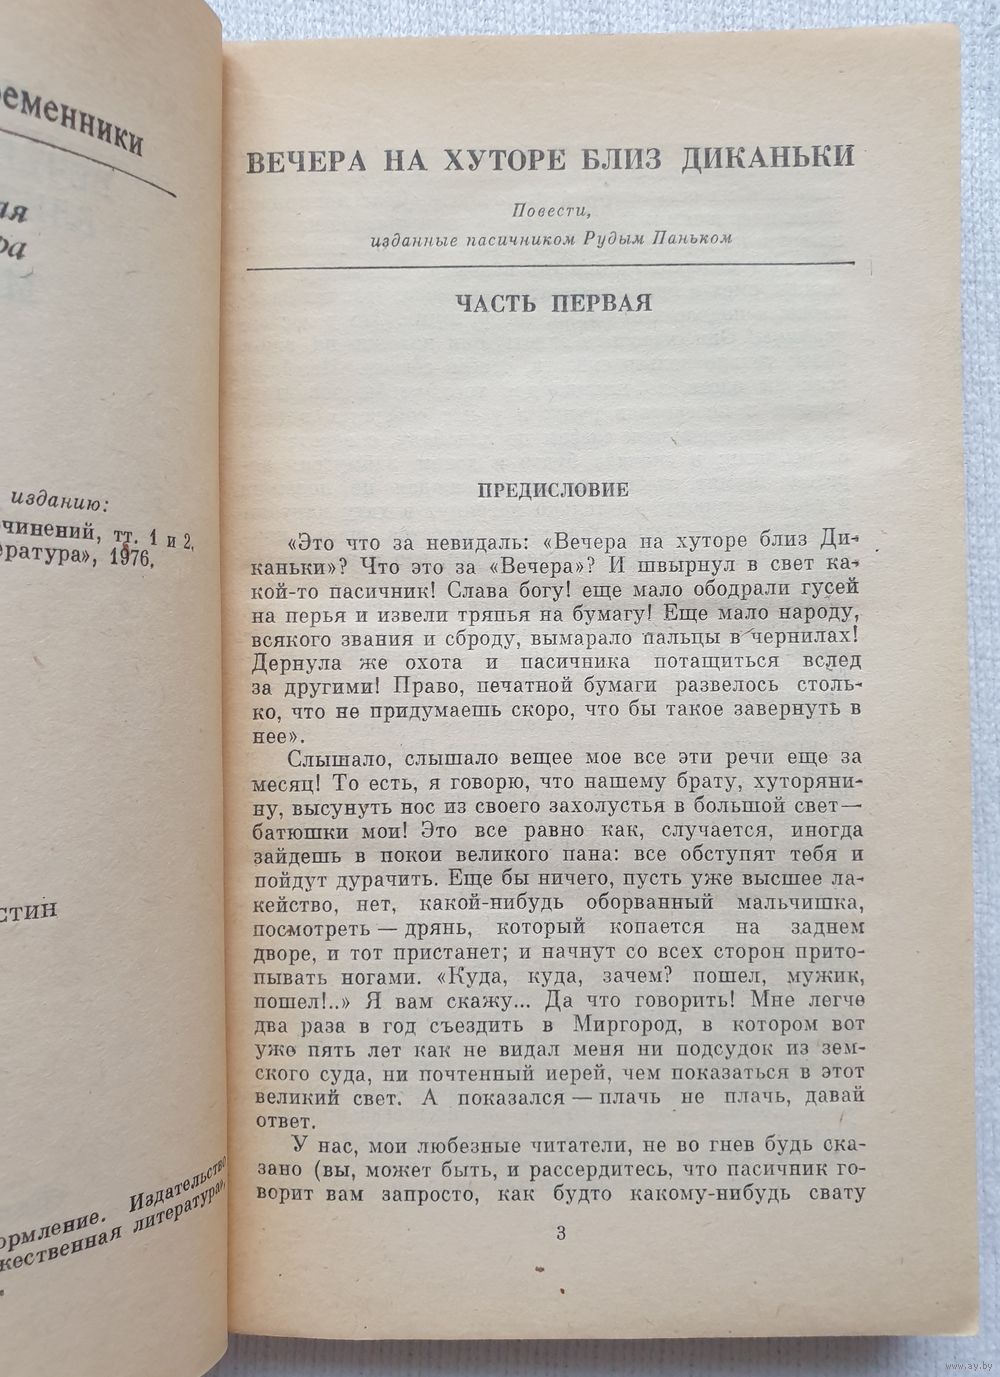 изданию:
тт. 1 и 2,
1976,
Издательство
ВЕЧЕРА НА ХУТОРЕ БЛИЗ ДИКАНЬКИ
Повести,
изданные пасичником Рудым Паньком
ЧАСТЬ ПЕРВАЯ
ПРЕДИСЛОВИЕ
«Это что за невидаль: «Вечера на хуторе близ Ди-
каньки»? Что это за «Вечера»? И швырнул в свет ка-
кой-то пасичник! Слава богу! еще мало ободрали гусей
на перья и извели тряпья на бумагу! Еще мало народу,
всякого звания и сброду, вымарало пальцы в чернилах!
Дернула же охота и пасичника потащиться вслед
за другими! Право, печатной бумаги развелось столь-
ко, что не придумаешь скоро, что бы такое завернуть в
нее».
Слышало, слышало вещее мое все эти речи еще за
месяц! То есть, я говорю, что нашему брату, хуторяни-
ну, высунуть нос из своего захолустья в большой свет—
батюшки мои! Это все равно как, случается, иногда
зайдешь в покои великого пана: все обступят тебя и
пойдут дурачить. Еще бы ничего, пусть уже высшее ла-
кейство, нет, какой-нибудь оборванный мальчишка,
посмотреть — дрянь, который копается на заднем
дворе, и тот пристанет; и начнут со всех сторон прито-
пывать ногами. «Куда, куда, зачем? пошел, мужик,
пошел!..» Я вам скажу... Да что говорить! Мне легче
два раза в год съездить в Миргород, в котором вот
уже пять лет как не видал меня ни подсудок из зем-
ского суда, ни почтенный иерей, чем показаться в этот
великий свет. А показался — плачь не плачь, давай
ответ.
У нас, мои любезные читатели, не во гнев будь ска-
зано (вы, может быть, и рассердитесь, что пасичник го-
ворит вам запросто, как будто какому-нибудь свату
3
www.ay.by